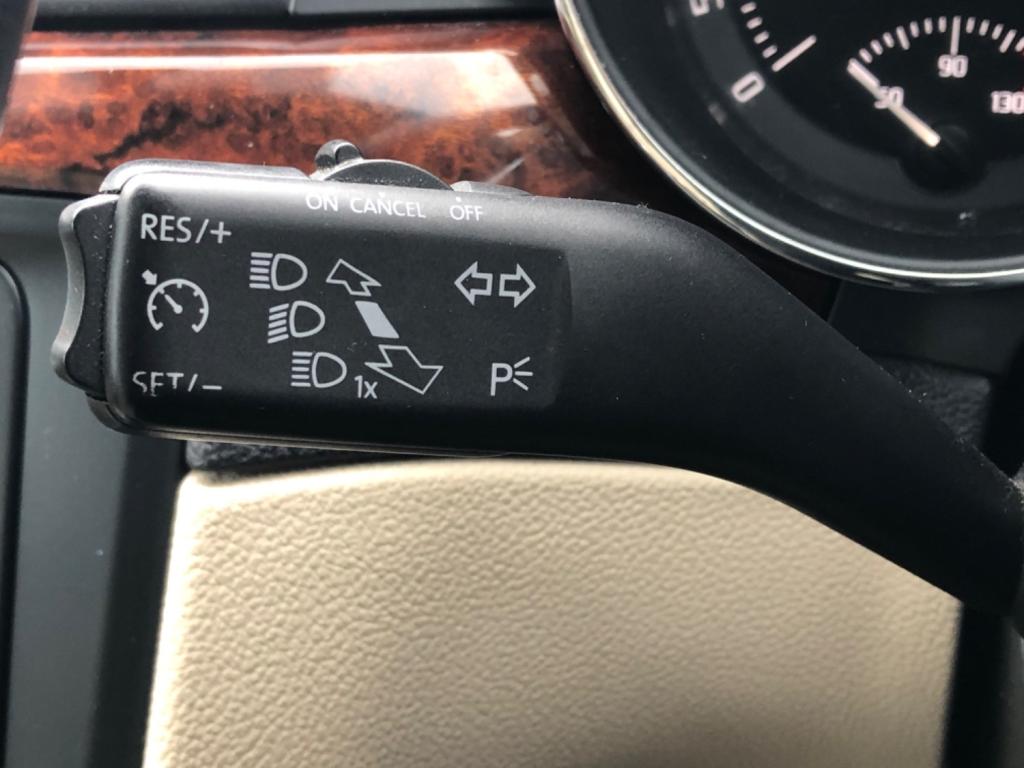 ON CANCEL OFF
RES/+
SET/-
1x
P
0
50
90
130